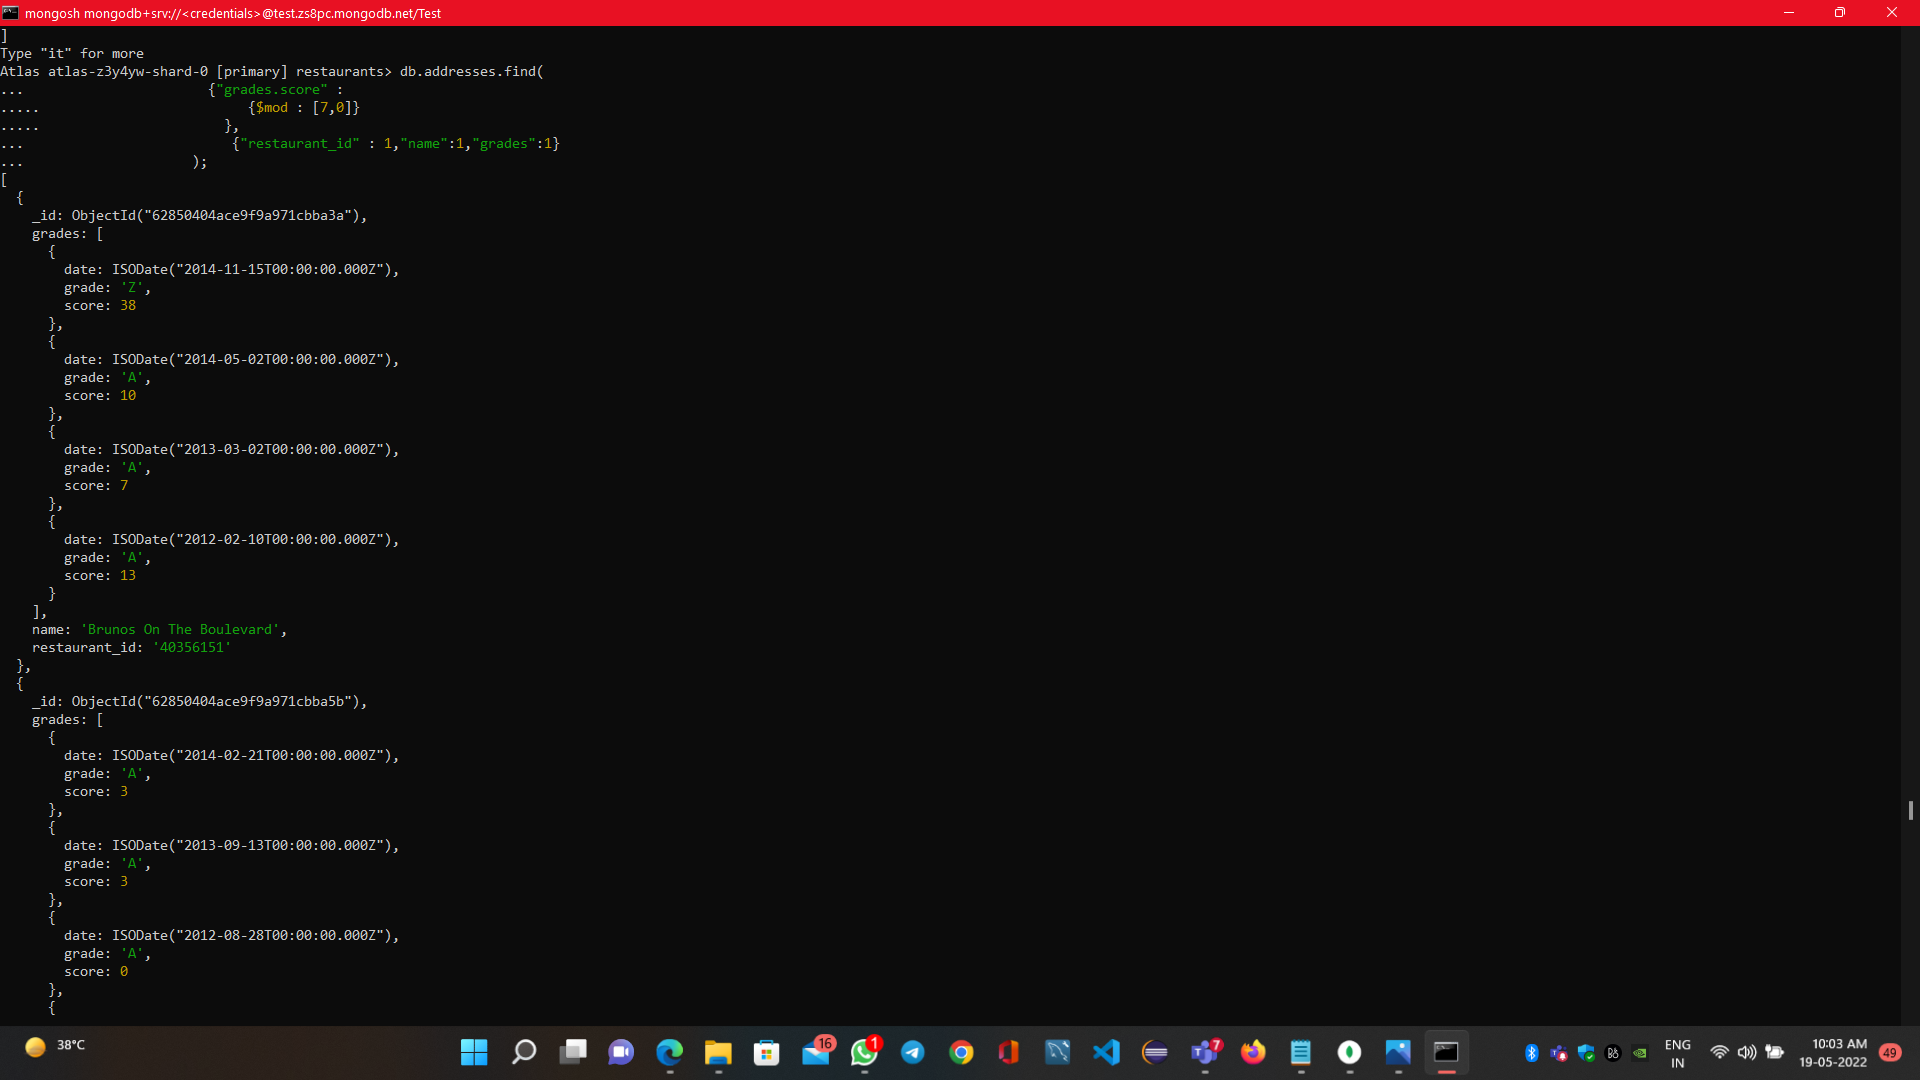 mongosh mongodb+srv://<credentials>@test.zs8pc.mongodb.net/Test
]
Type "it" for more
Atlas atlas-z3y4yw-shard-0 [primary] restaurants> db.addresses.find(
...                       {"grades.score" :
.....                          {$mod : [7,0]}
.....                       },
...                          {"restaurant_id" : 1,"name":1,"grades":1}
...                     );
[
  {
    _id: ObjectId("62850404ace9f9a971cbba3a"),
    grades: [
      {
        date: ISODate("2014-11-15T00:00:00.000Z"),
        grade: 'Z',
        score: 38
      },
      {
        date: ISODate("2014-05-02T00:00:00.000Z"),
        grade: 'A',
        score: 10
      },
      {
        date: ISODate("2013-03-02T00:00:00.000Z"),
        grade: 'A',
        score: 7
      },
      {
        date: ISODate("2012-02-10T00:00:00.000Z"),
        grade: 'A',
        score: 13
      }
    ],
    name: 'Brunos On The Boulevard',
    restaurant_id: '40356151'
  },
  {
    _id: ObjectId("62850404ace9f9a971cbba5b"),
    grades: [
      {
        date: ISODate("2014-02-21T00:00:00.000Z"),
        grade: 'A',
        score: 3
      },
      {
        date: ISODate("2013-09-13T00:00:00.000Z"),
        grade: 'A',
        score: 3
      },
      {
        date: ISODate("2012-08-28T00:00:00.000Z"),
        grade: 'A',
        score: 0
      },
      {
38°C
16
1
7
ENG
IN
10:03 AM
19-05-2022
49